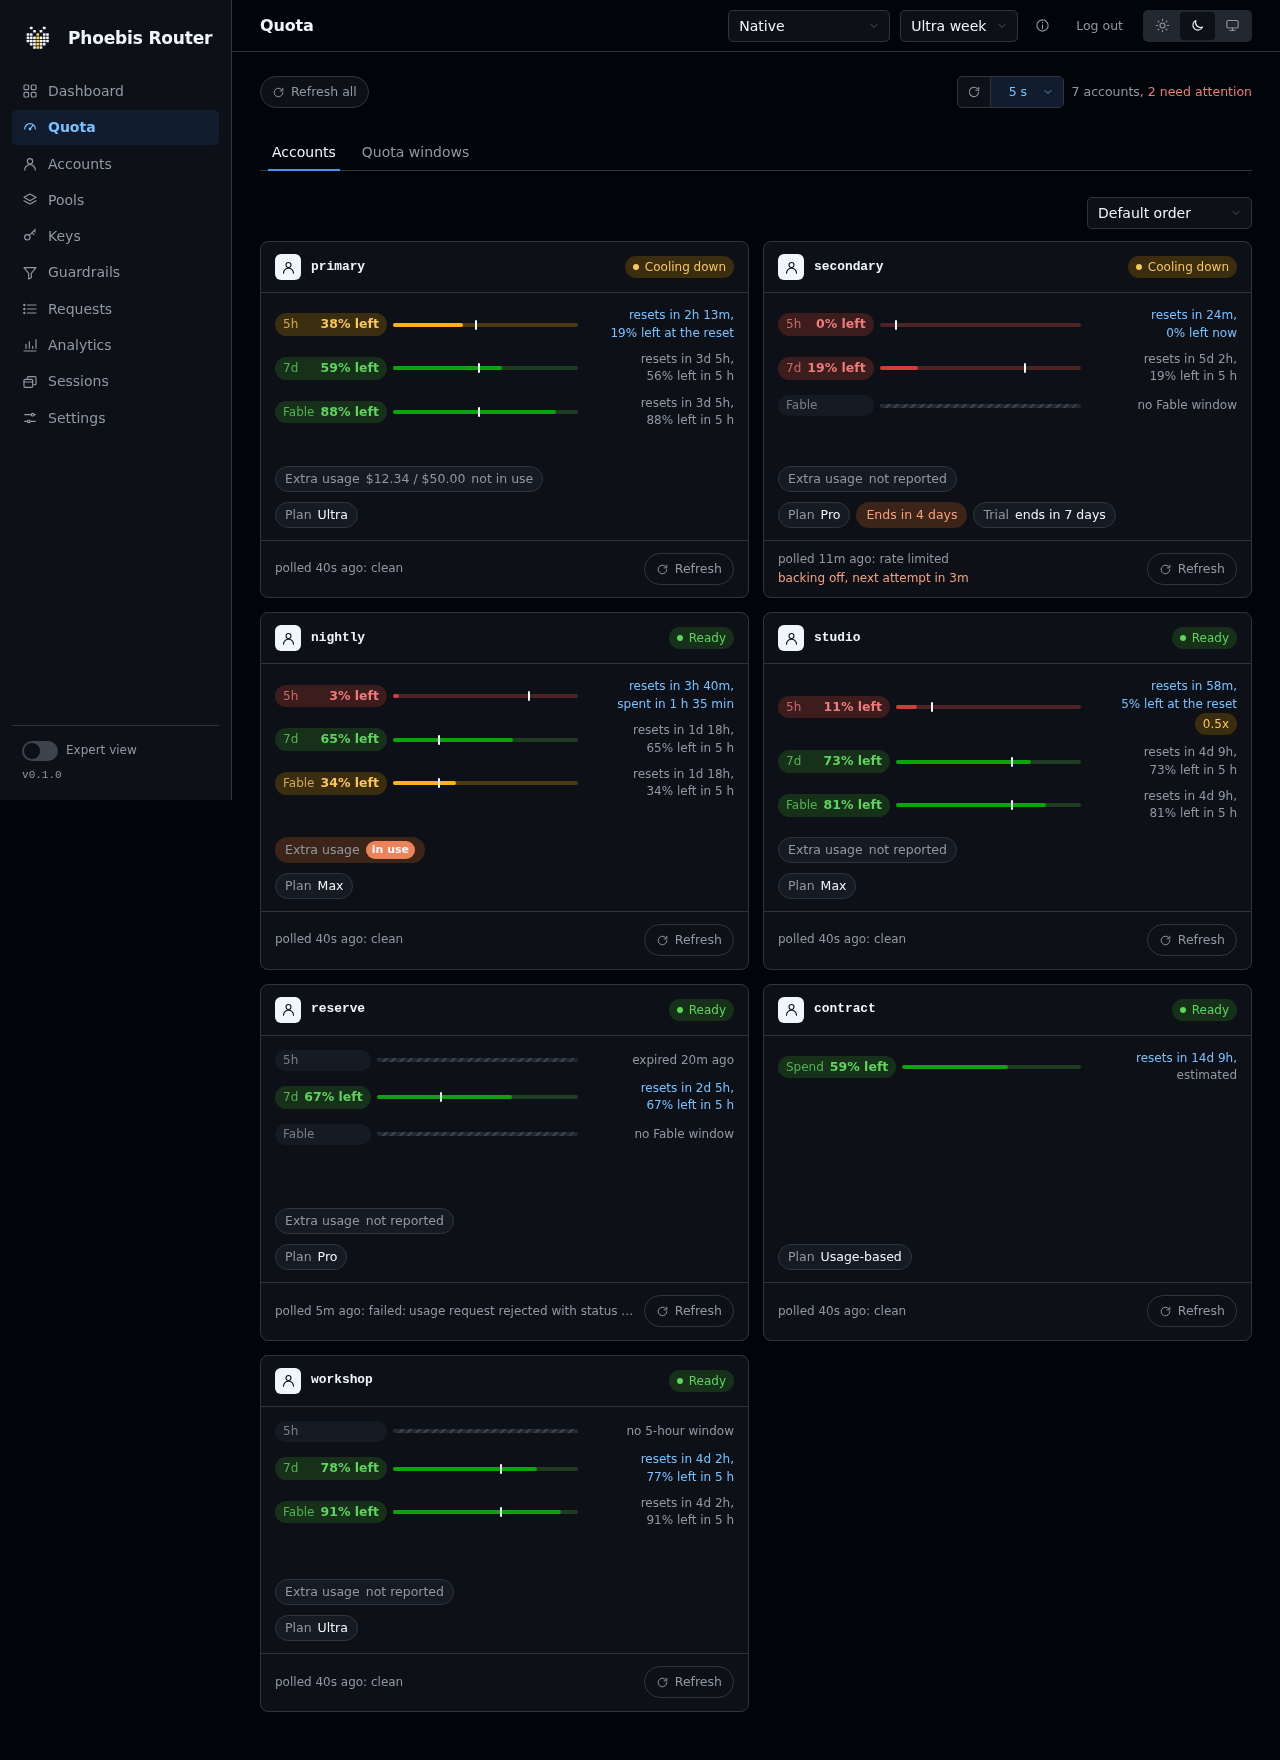 Phoebis Router
Dashboard
Quota
Accounts
Pools
Keys
Guardrails
Requests
Analytics
Sessions
Settings
Expert view
v0.1.0
Quota
Native
Ultra week
Log out
Refresh all
5 s
7 accounts, 2 need attention
Accounts
Quota windows
Default order
primary
Cooling down
5h 38% left
resets in 2h 13m,
19% left at the reset
7d 59% left
resets in 3d 5h,
56% left in 5 h
Fable 88% left
resets in 3d 5h,
88% left in 5 h
Extra usage $12.34 / $50.00 not in use
Plan Ultra
polled 40s ago: clean
Refresh
secondary
Cooling down
5h 0% left
resets in 24m,
0% left now
7d 19% left
resets in 5d 2h,
19% left in 5 h
Fable
no Fable window
Extra usage not reported
Plan Pro
Ends in 4 days
Trial ends in 7 days
polled 11m ago: rate limited
backing off, next attempt in 3m
Refresh
nightly
Ready
5h 3% left
resets in 3h 40m,
spent in 1 h 35 min
7d 65% left
resets in 1d 18h,
65% left in 5 h
Fable 34% left
resets in 1d 18h,
34% left in 5 h
Extra usage in use
Plan Max
polled 40s ago: clean
Refresh
studio
Ready
5h 11% left
resets in 58m,
5% left at the reset
0.5x
7d 73% left
resets in 4d 9h,
73% left in 5 h
Fable 81% left
resets in 4d 9h,
81% left in 5 h
Extra usage not reported
Plan Max
polled 40s ago: clean
Refresh
reserve
Ready
5h
expired 20m ago
7d 67% left
resets in 2d 5h,
67% left in 5 h
Fable
no Fable window
Extra usage not reported
Plan Pro
polled 5m ago: failed: usage request rejected with status ...
Refresh
contract
Ready
Spend 59% left
resets in 14d 9h,
estimated
Plan Usage-based
polled 40s ago: clean
Refresh
workshop
Ready
5h
no 5-hour window
7d 78% left
resets in 4d 2h,
77% left in 5 h
Fable 91% left
resets in 4d 2h,
91% left in 5 h
Extra usage not reported
Plan Ultra
polled 40s ago: clean
Refresh